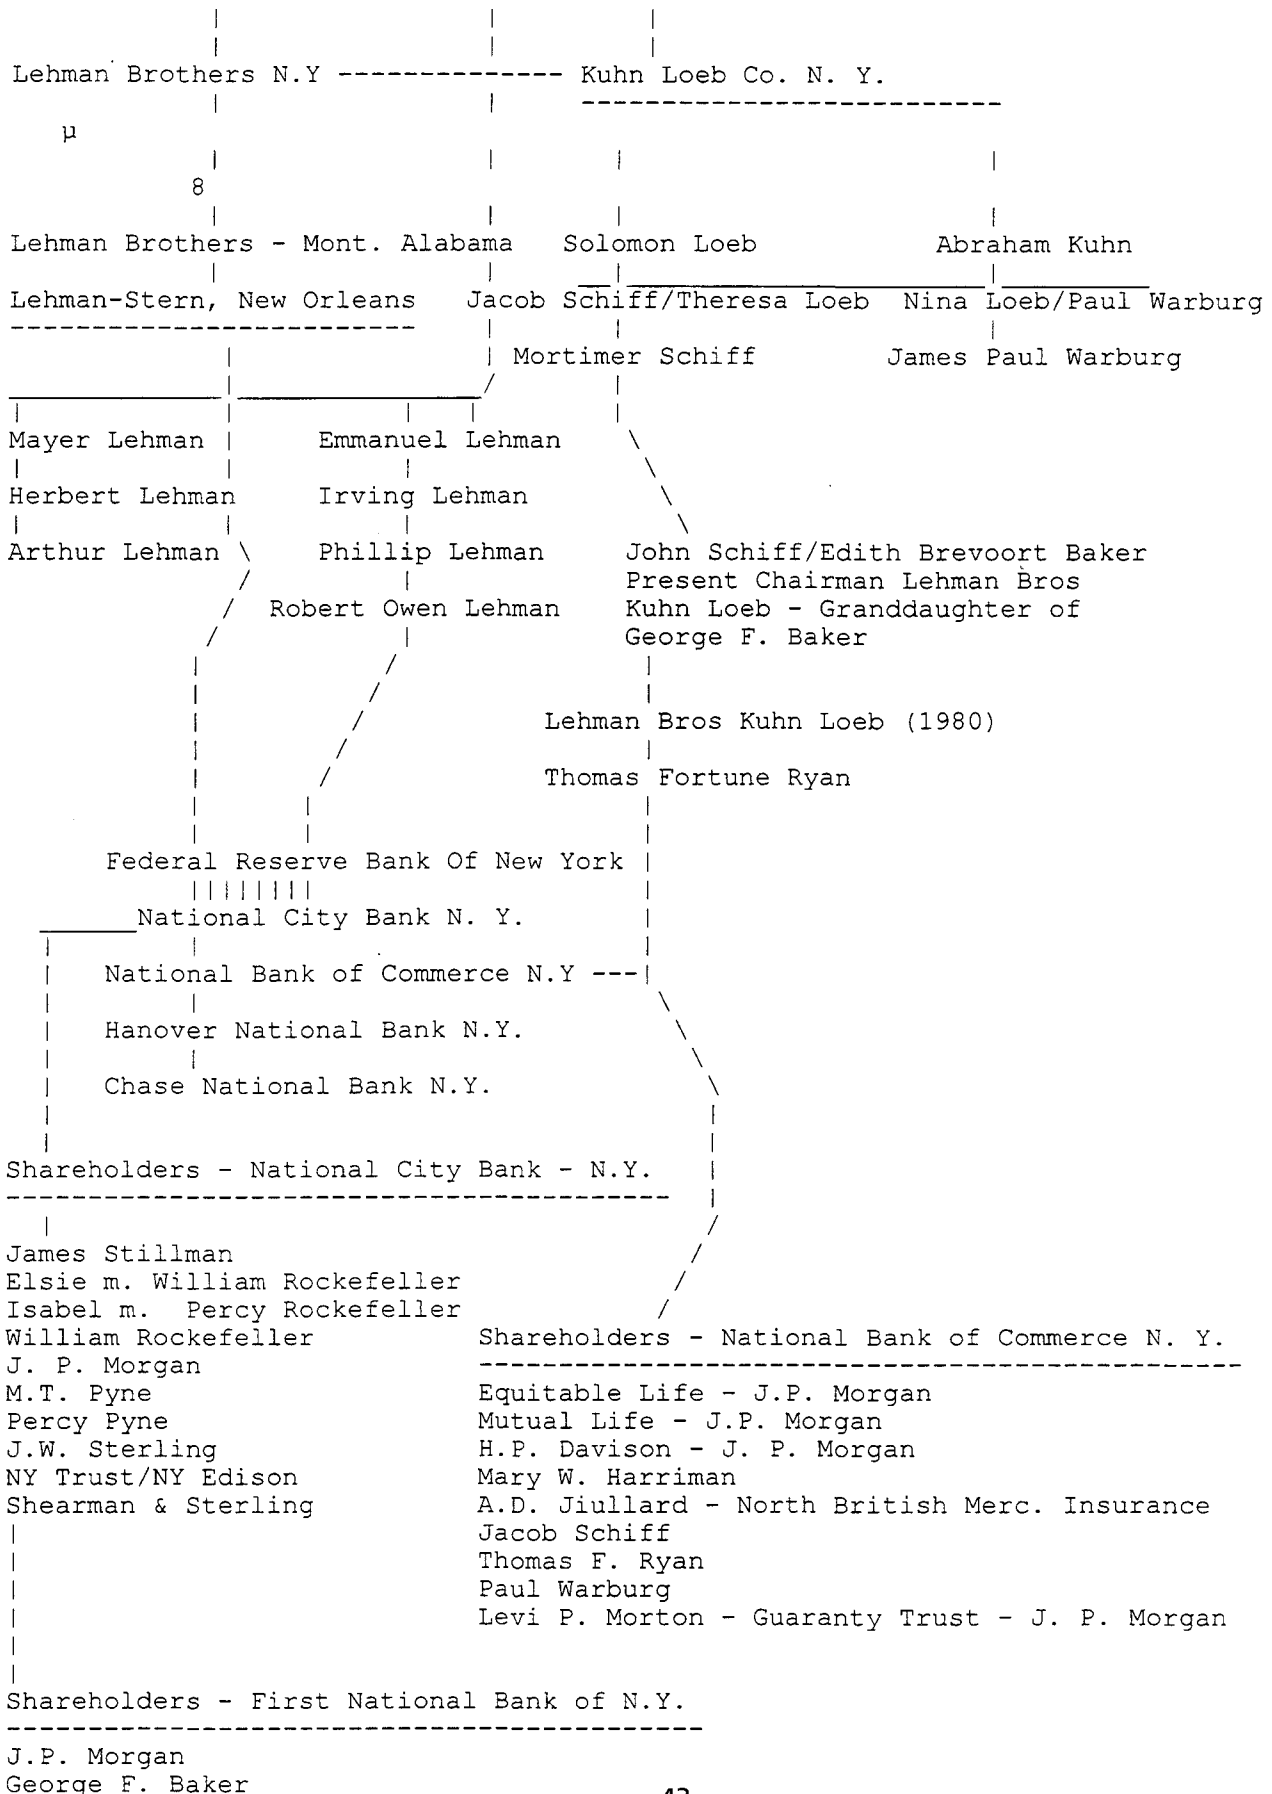 Lehman Brothers N.Y -------------- Kuhn Loeb Co. N. Y.
µ
8
Lehman Brothers - Mont. Alabama Solomon Loeb Abraham Kuhn
Lehman-Stern, New Orleans Jacob Schiff/Theresa Loeb Nina Loeb/Paul Warburg
Mortimer Schiff James Paul Warburg
Mayer Lehman Emmanuel Lehman
Herbert Lehman Irving Lehman
Arthur Lehman Phillip Lehman John Schiff/Edith Brevoort Baker
Present Chairman Lehman Bros
Robert Owen Lehman Kuhn Loeb - Granddaughter of
George F. Baker
Lehman Bros Kuhn Loeb (1980)
Thomas Fortune Ryan
Federal Reserve Bank Of New York
National City Bank N. Y.
National Bank of Commerce N.Y ---
Hanover National Bank N.Y.
Chase National Bank N.Y.
Shareholders - National City Bank - N.Y.
James Stillman
Elsie m. William Rockefeller
Isabel m. Percy Rockefeller
William Rockefeller Shareholders - National Bank of Commerce N. Y.
J. P. Morgan
M.T. Pyne Equitable Life - J.P. Morgan
Percy Pyne Mutual Life - J.P. Morgan
J.W. Sterling H.P. Davison - J. P. Morgan
NY Trust/NY Edison Mary W. Harriman
Shearman & Sterling A.D. Jiullard - North British Merc. Insurance
Jacob Schiff
Thomas F. Ryan
Paul Warburg
Levi P. Morton - Guaranty Trust - J. P. Morgan
Shareholders - First National Bank of N.Y.
J.P. Morgan
George F. Baker